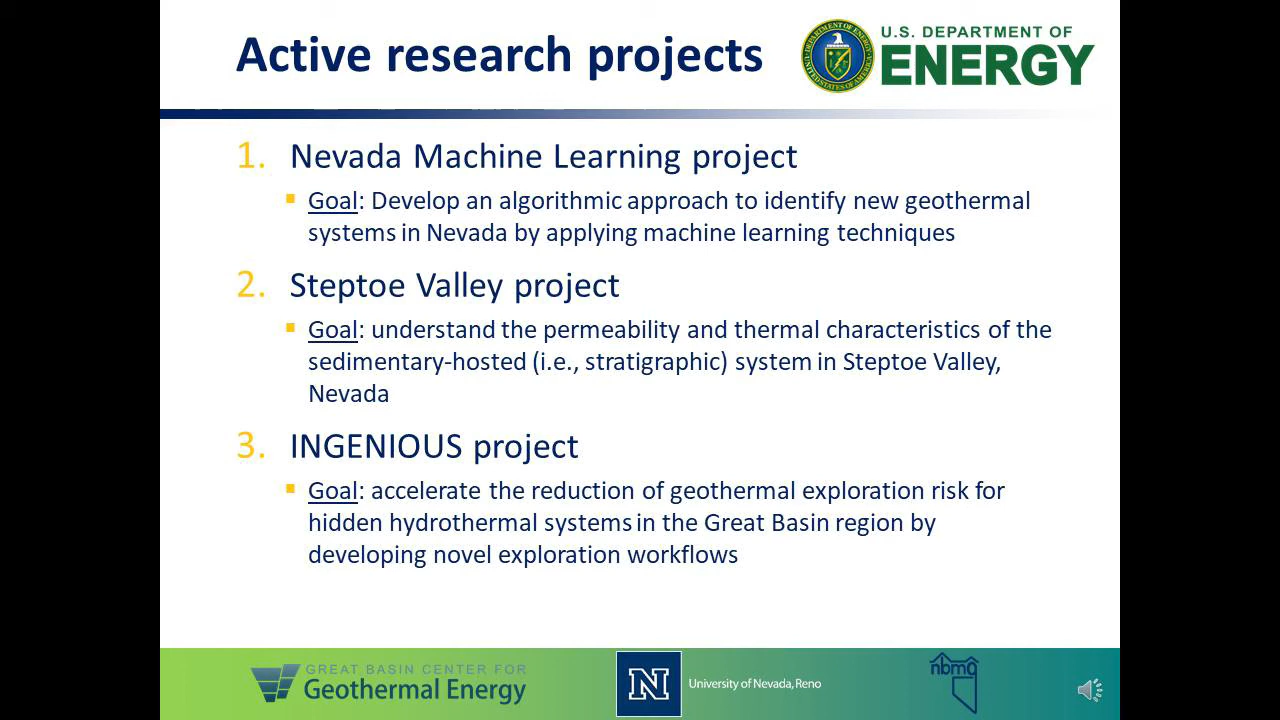 Active research projects
U.S. DEPARTMENT OF
ENERGY
1. Nevada Machine Learning project
▪ Goal: Develop an algorithmic approach to identify new geothermal
systems in Nevada by applying machine learning techniques
2. Steptoe Valley project
▪ Goal: understand the permeability and thermal characteristics of the
sedimentary-hosted (i.e., stratigraphic) system in Steptoe Valley,
Nevada
3. INGENIOUS project
▪ Goal: accelerate the reduction of geothermal exploration risk for
hidden hydrothermal systems in the Great Basin region by
developing novel exploration workflows
GREAT BASIN CENTER FOR
Geothermal Energy
N
University of Nevada, Reno
nbmg